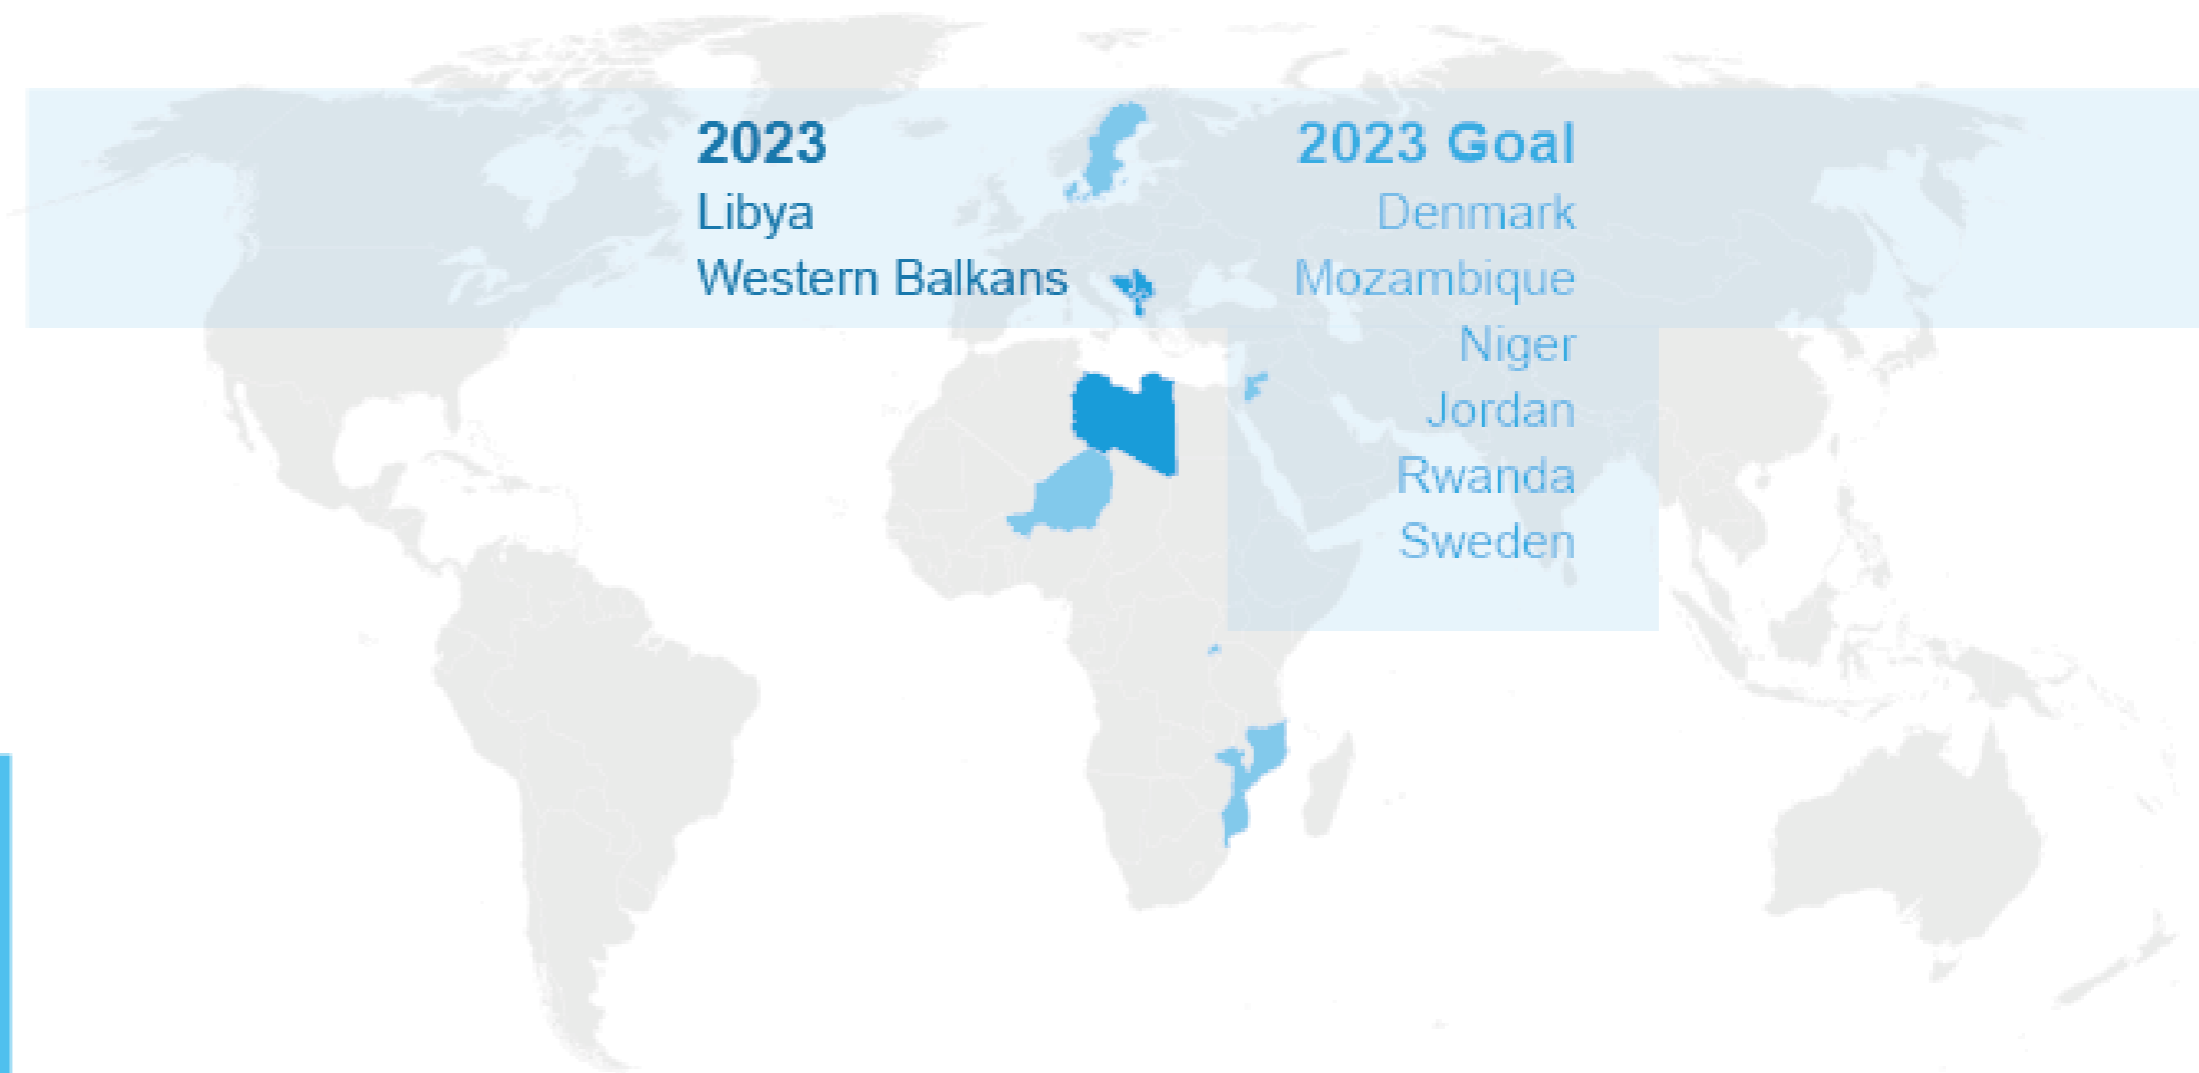 2023
Libya
Western Balkans
2023 Goal
Denmark
Mozambique
Niger
Jordan
Rwanda
Sweden